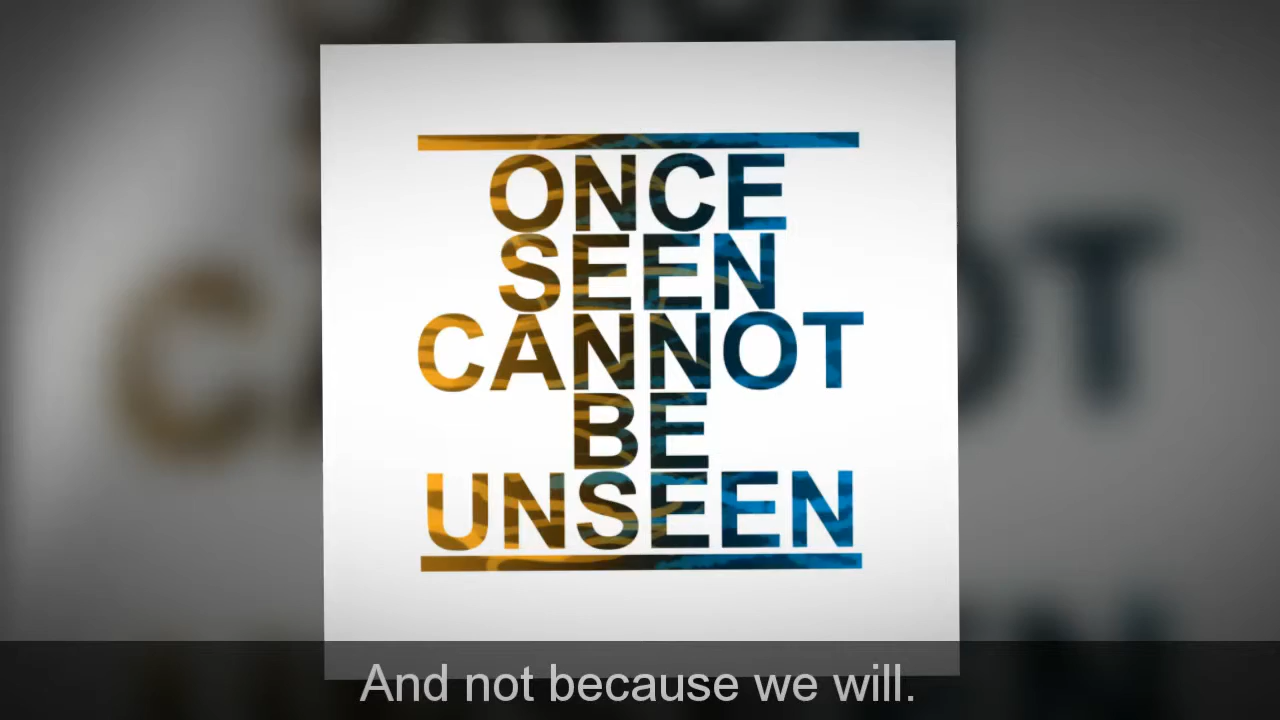 ONCE
SEEN
CANNOT
BE
UNSEEN
And not because we will.